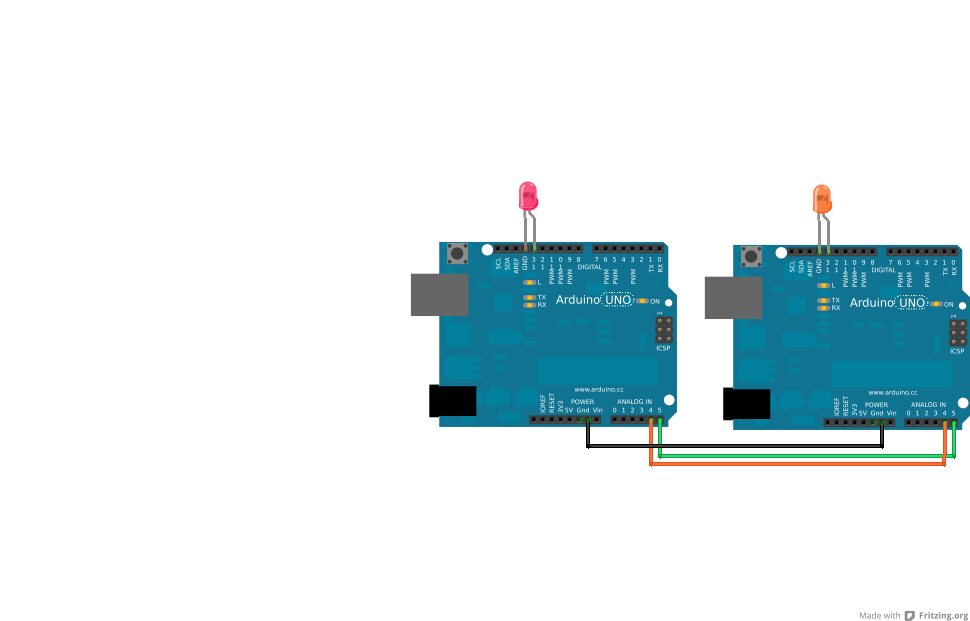 SCL
SDA
AREF
GND
13
12
PWM~11
PWM~10
PWM~9
8
7
PWM 6
PWM 5
4
PWM 3
2
TX 1
RX 0
DIGITAL
L
TX
RX
Arduino UNO
ON
1
ICSP
www.arduino.cc
POWER
ANALOG IN
IOREF
RESET
3V3
5V Gnd Vin
0 1 2 3 4 5
SCL
SDA
AREF
GND
13
12
PWM~11
PWM~10
PWM~9
8
7
PWM 6
PWM 5
4
PWM 3
2
TX 1
RX 0
DIGITAL
L
TX
RX
Arduino UNO
ON
1
ICSP
www.arduino.cc
POWER
ANALOG IN
IOREF
RESET
3V3
5V Gnd Vin
0 1 2 3 4 5
Made with Fritzing.org